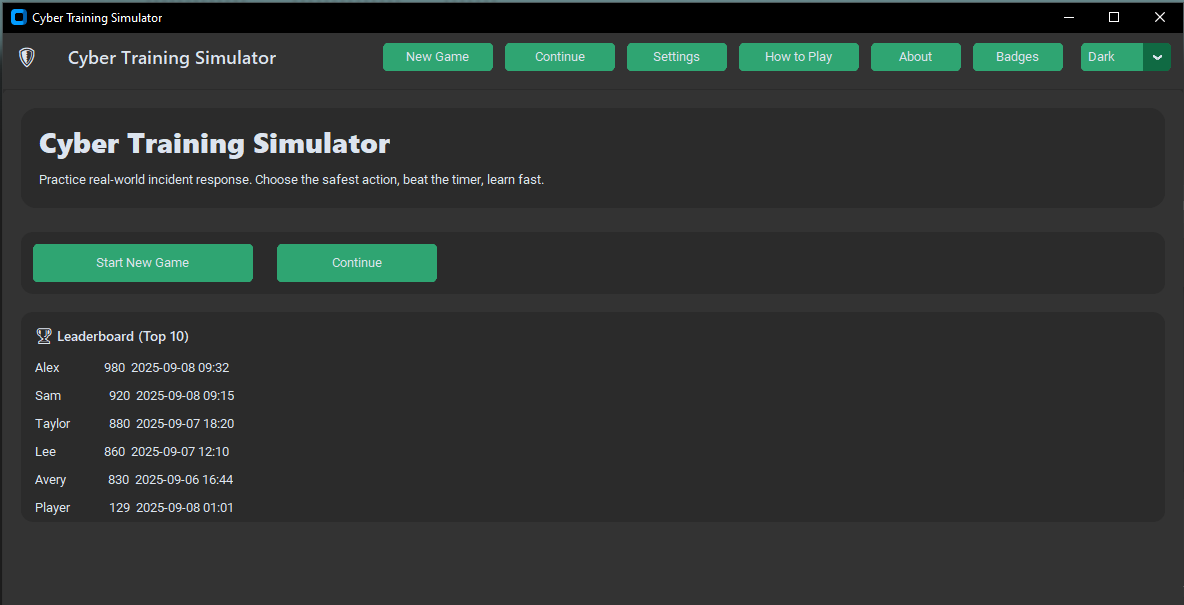 Cyber Training Simulator
Cyber Training Simulator New Game Continue Settings How to Play About Badges Dark
Cyber Training Simulator
Practice real-world incident response. Choose the safest action, beat the timer, learn fast.
Start New Game Continue
Leaderboard (Top 10)
Alex 980 2025-09-08 09:32
Sam 920 2025-09-08 09:15
Taylor 880 2025-09-07 18:20
Lee 860 2025-09-07 12:10
Avery 830 2025-09-06 16:44
Player 129 2025-09-08 01:01